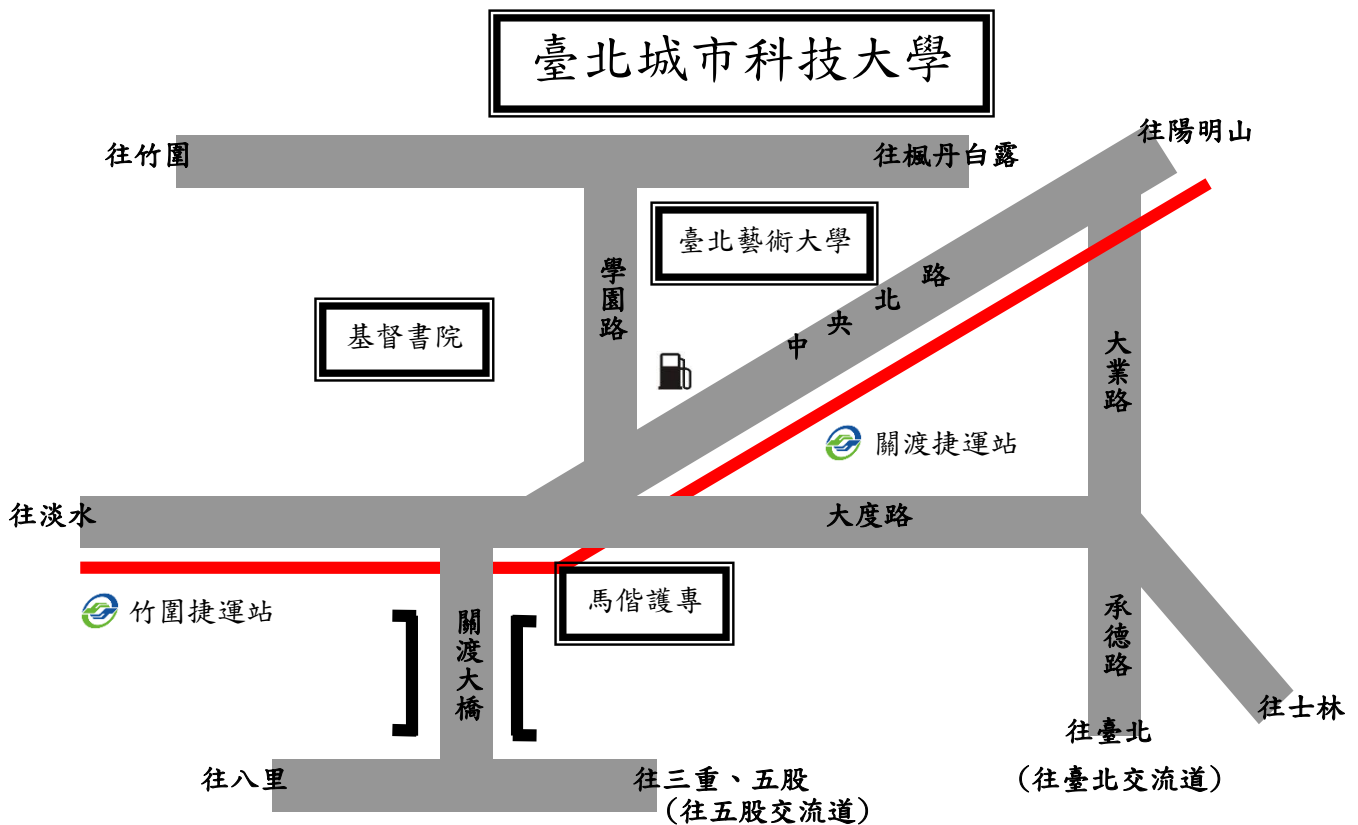 臺北城市科技大學
往陽明山
往竹圍
往楓丹白露
臺北藝術大學
學園路
中央北路
基督書院
大業路
關渡捷運站
往淡水
大度路
竹圍捷運站
關渡大橋
馬偕護專
承德路
往士林
往臺北
(往臺北交流道)
往八里
往三重、五股
(往五股交流道)